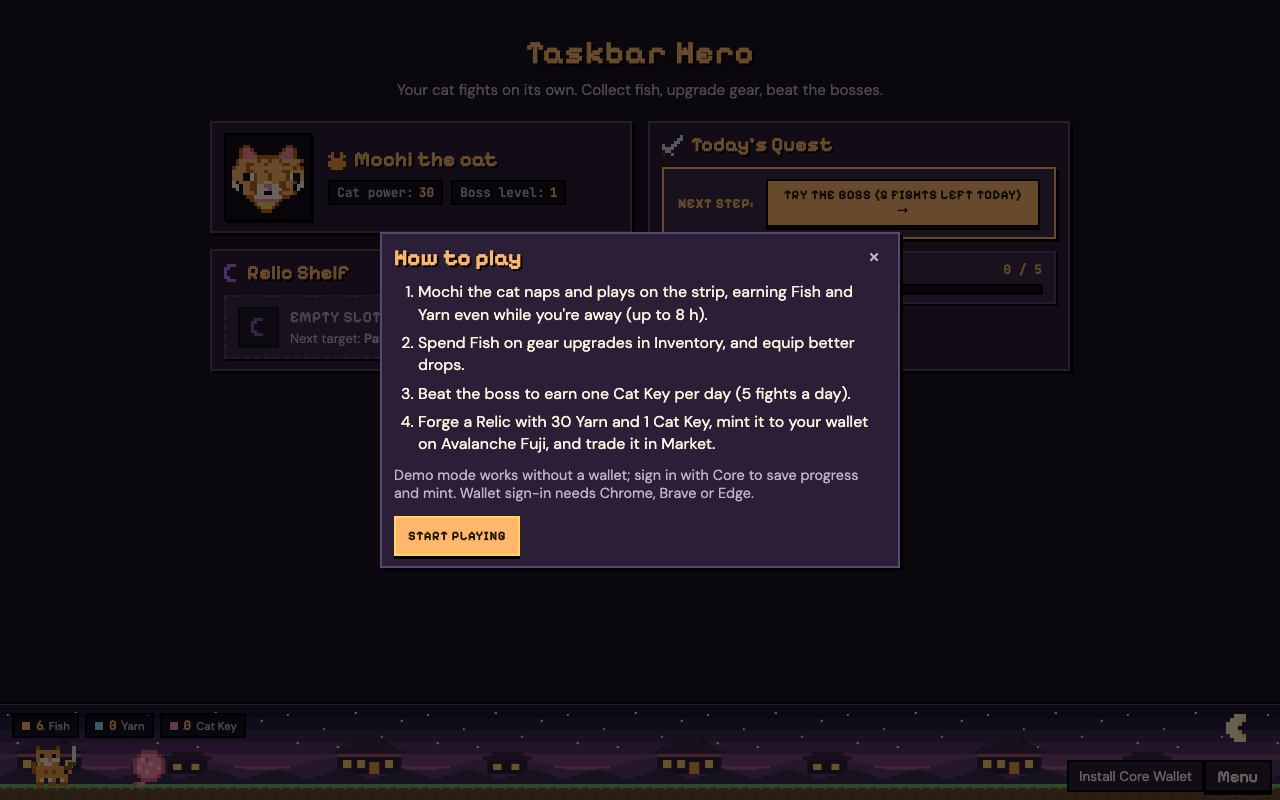 Taskbar Hero
Your cat fights on its own. Collect fish, upgrade gear, beat the bosses.
Mochi the cat
Cat power: 30
Boss level: 1
Today's Quest
NEXT STEP:
TRY THE BOSS (8 FIGHTS LEFT TODAY)
→
0 / 5
Relic Shelf
EMPTY SLOT
Next target:
How to play
×
1. Mochi the cat naps and plays on the strip, earning Fish and
Yarn even while you're away (up to 8 h).
2. Spend Fish on gear upgrades in Inventory, and equip better
drops.
3. Beat the boss to earn one Cat Key per day (5 fights a day).
4. Forge a Relic with 30 Yarn and 1 Cat Key, mint it to your wallet
on Avalanche Fuji, and trade it in Market.
Demo mode works without a wallet; sign in with Core to save progress
and mint. Wallet sign-in needs Chrome, Brave or Edge.
START PLAYING
6 Fish
0 Yarn
0 Cat Key
Install Core Wallet
Menu